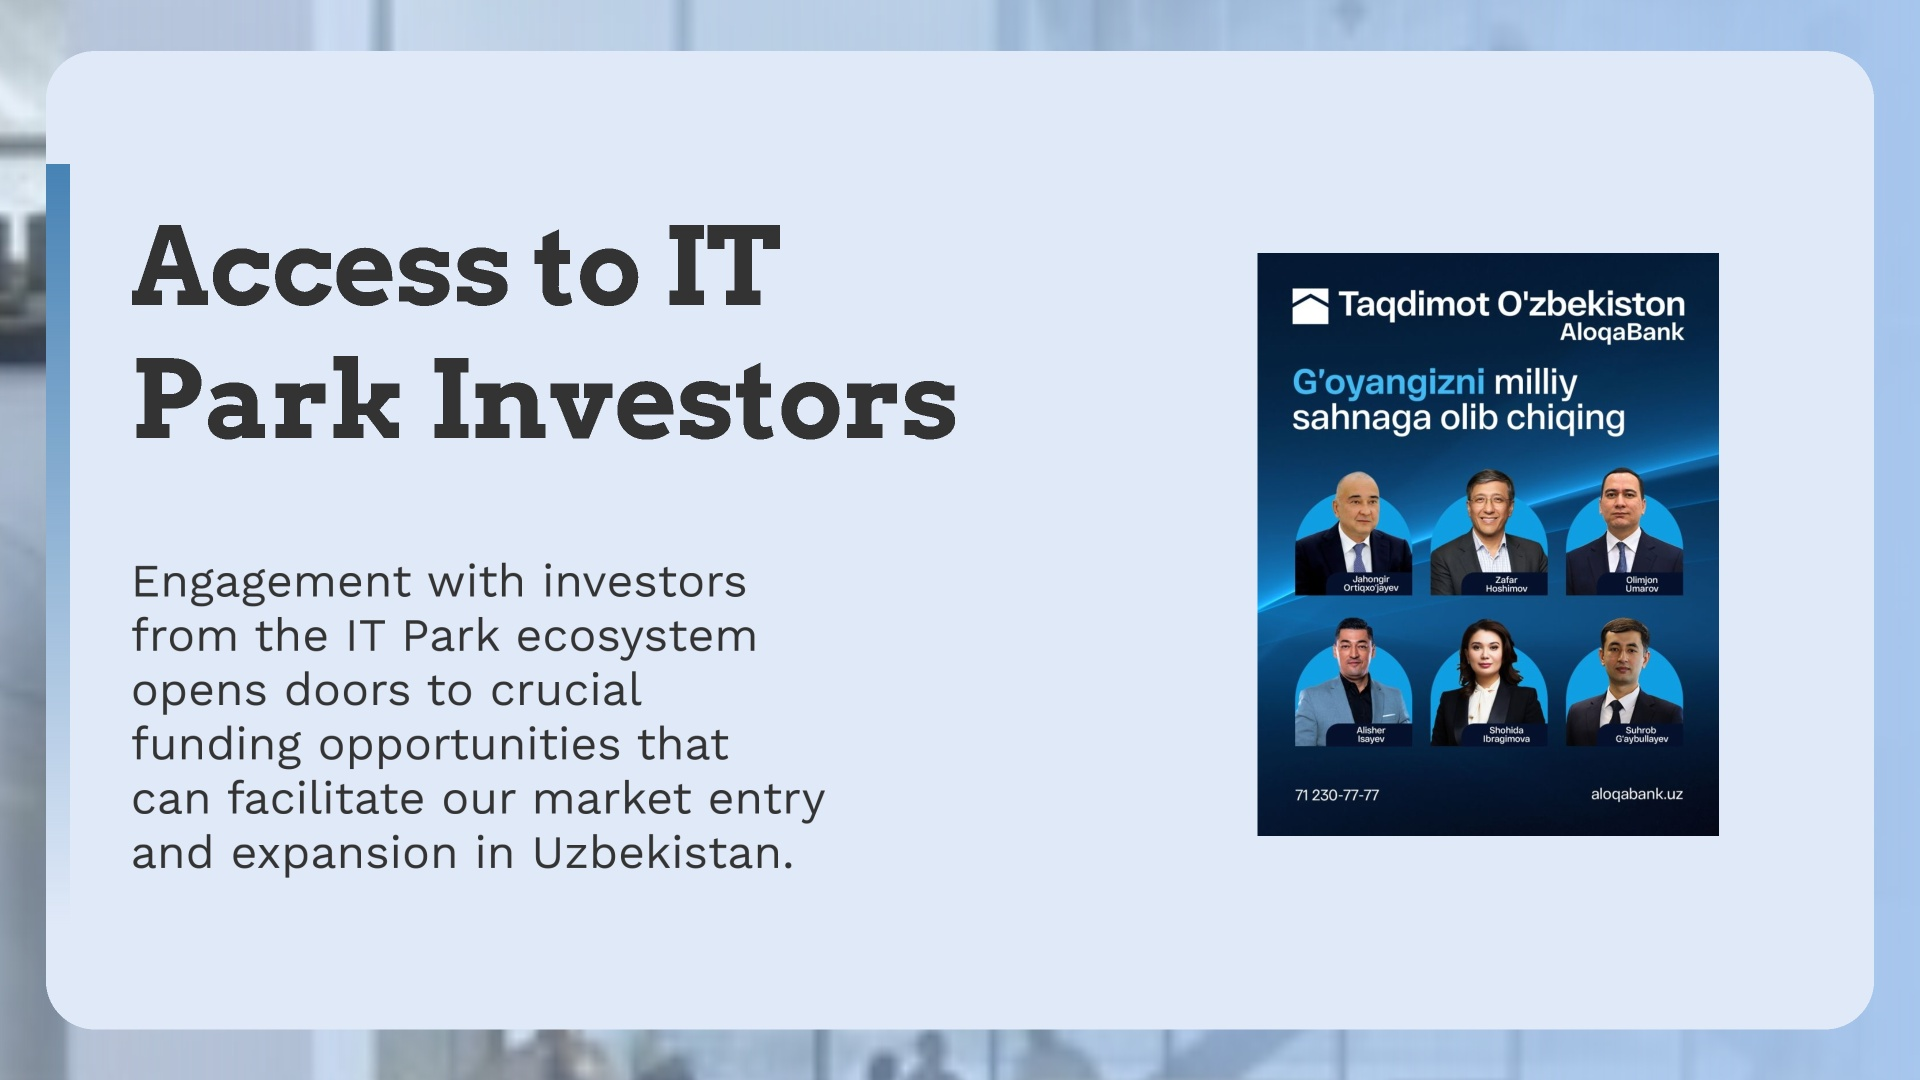 Access to IT
Park Investors
Engagement with investors
from the IT Park ecosystem
opens doors to crucial
funding opportunities that
can facilitate our market entry
and expansion in Uzbekistan.
Taqdimot O'zbekiston
AloqaBank
G'oyangizni milliy
sahnaga olib chiqing
Jahongir
Ortiqxo'jayev
Zafar
Hoshimov
Olimjon
Umarov
Alisher
Isayev
Shohida
Ibragimova
Suhrob
G'aybullayev
71 230-77-77
aloqabank.uz